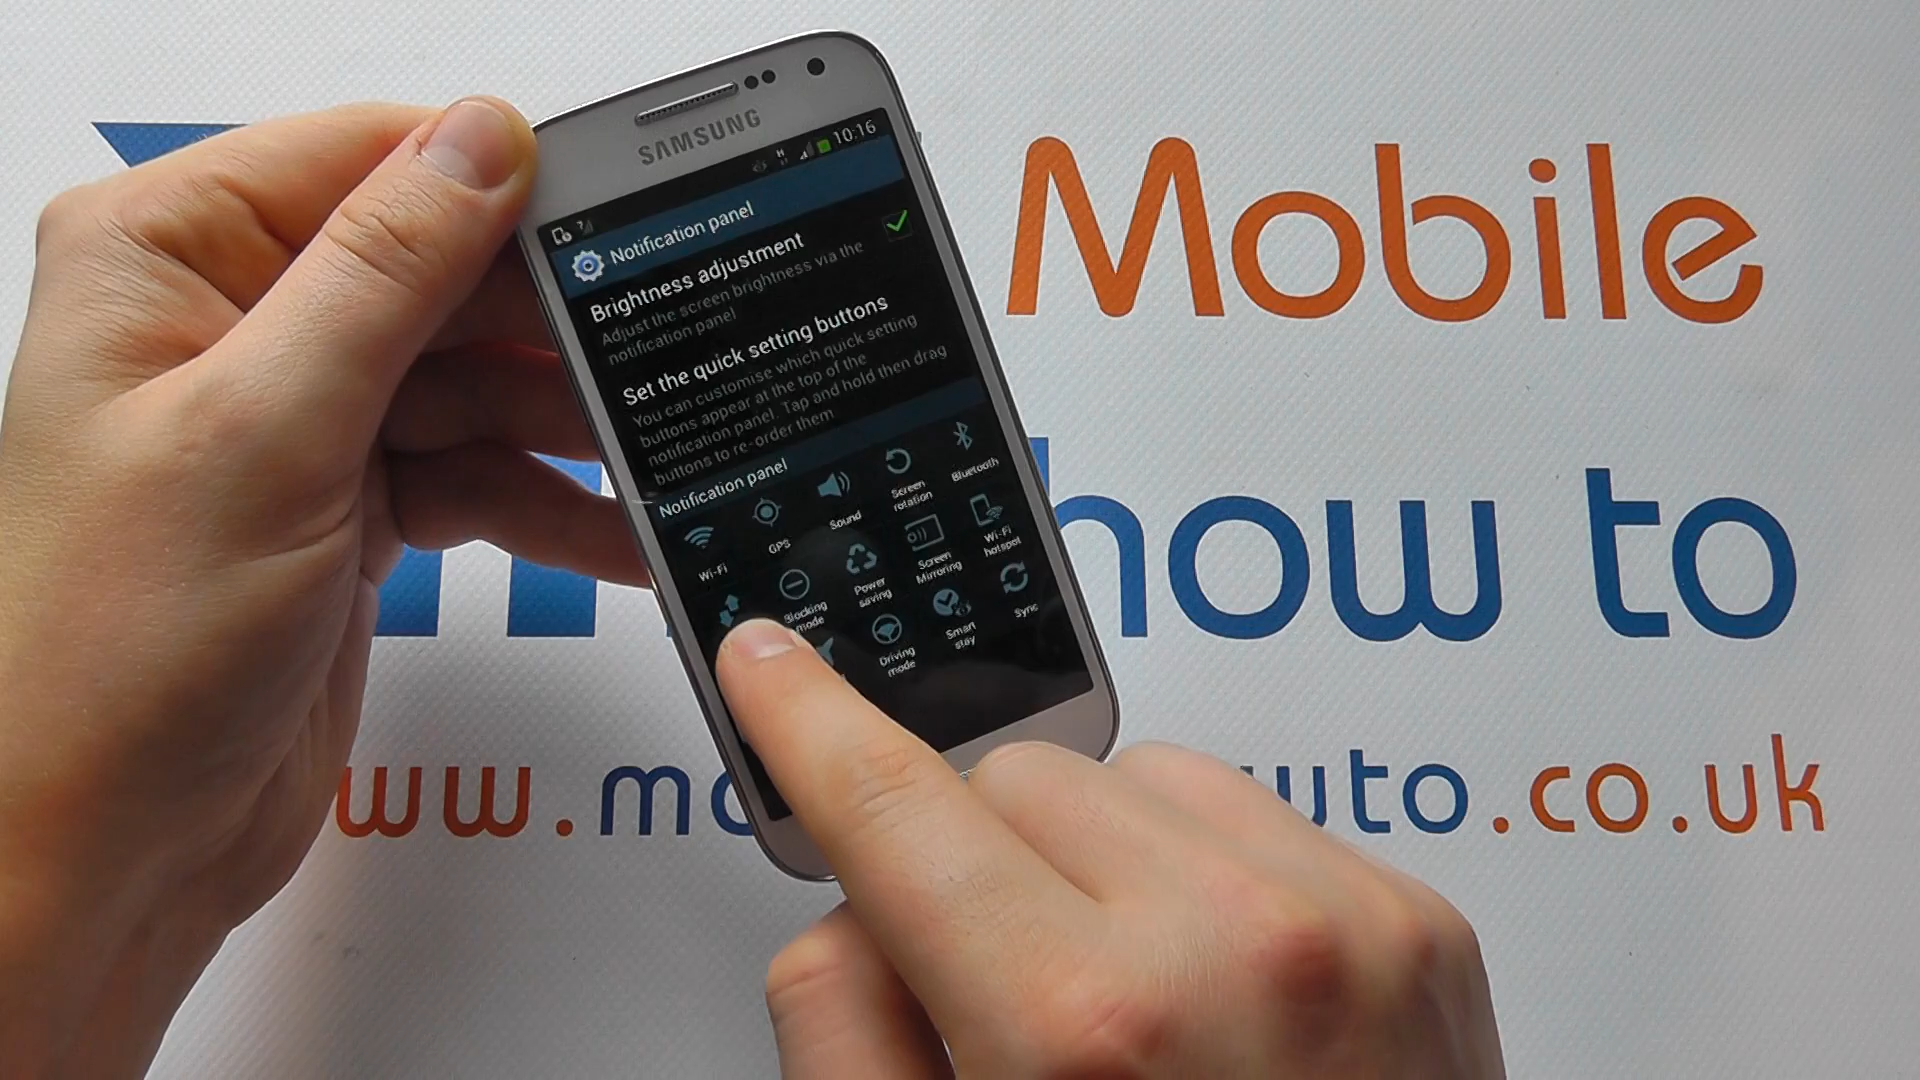 SAMSUNG
10:16
Notification panel
Brightness adjustment
Adjust the screen brightness via the
notification panel
Set the quick setting buttons
You can customise which quick setting
buttons appear at the top of the
notification panel. Tap and hold then drag
buttons to re-order them
Notification panel
Wi-Fi
GPS
Sound
Screen
rotation
Bluetooth
Blocking
mode
Power
saving
Screen
Mirroring
Wi-Fi
hotspot
Driving
mode
Smart
stay
Sync
Mobile
how to
.co.uk